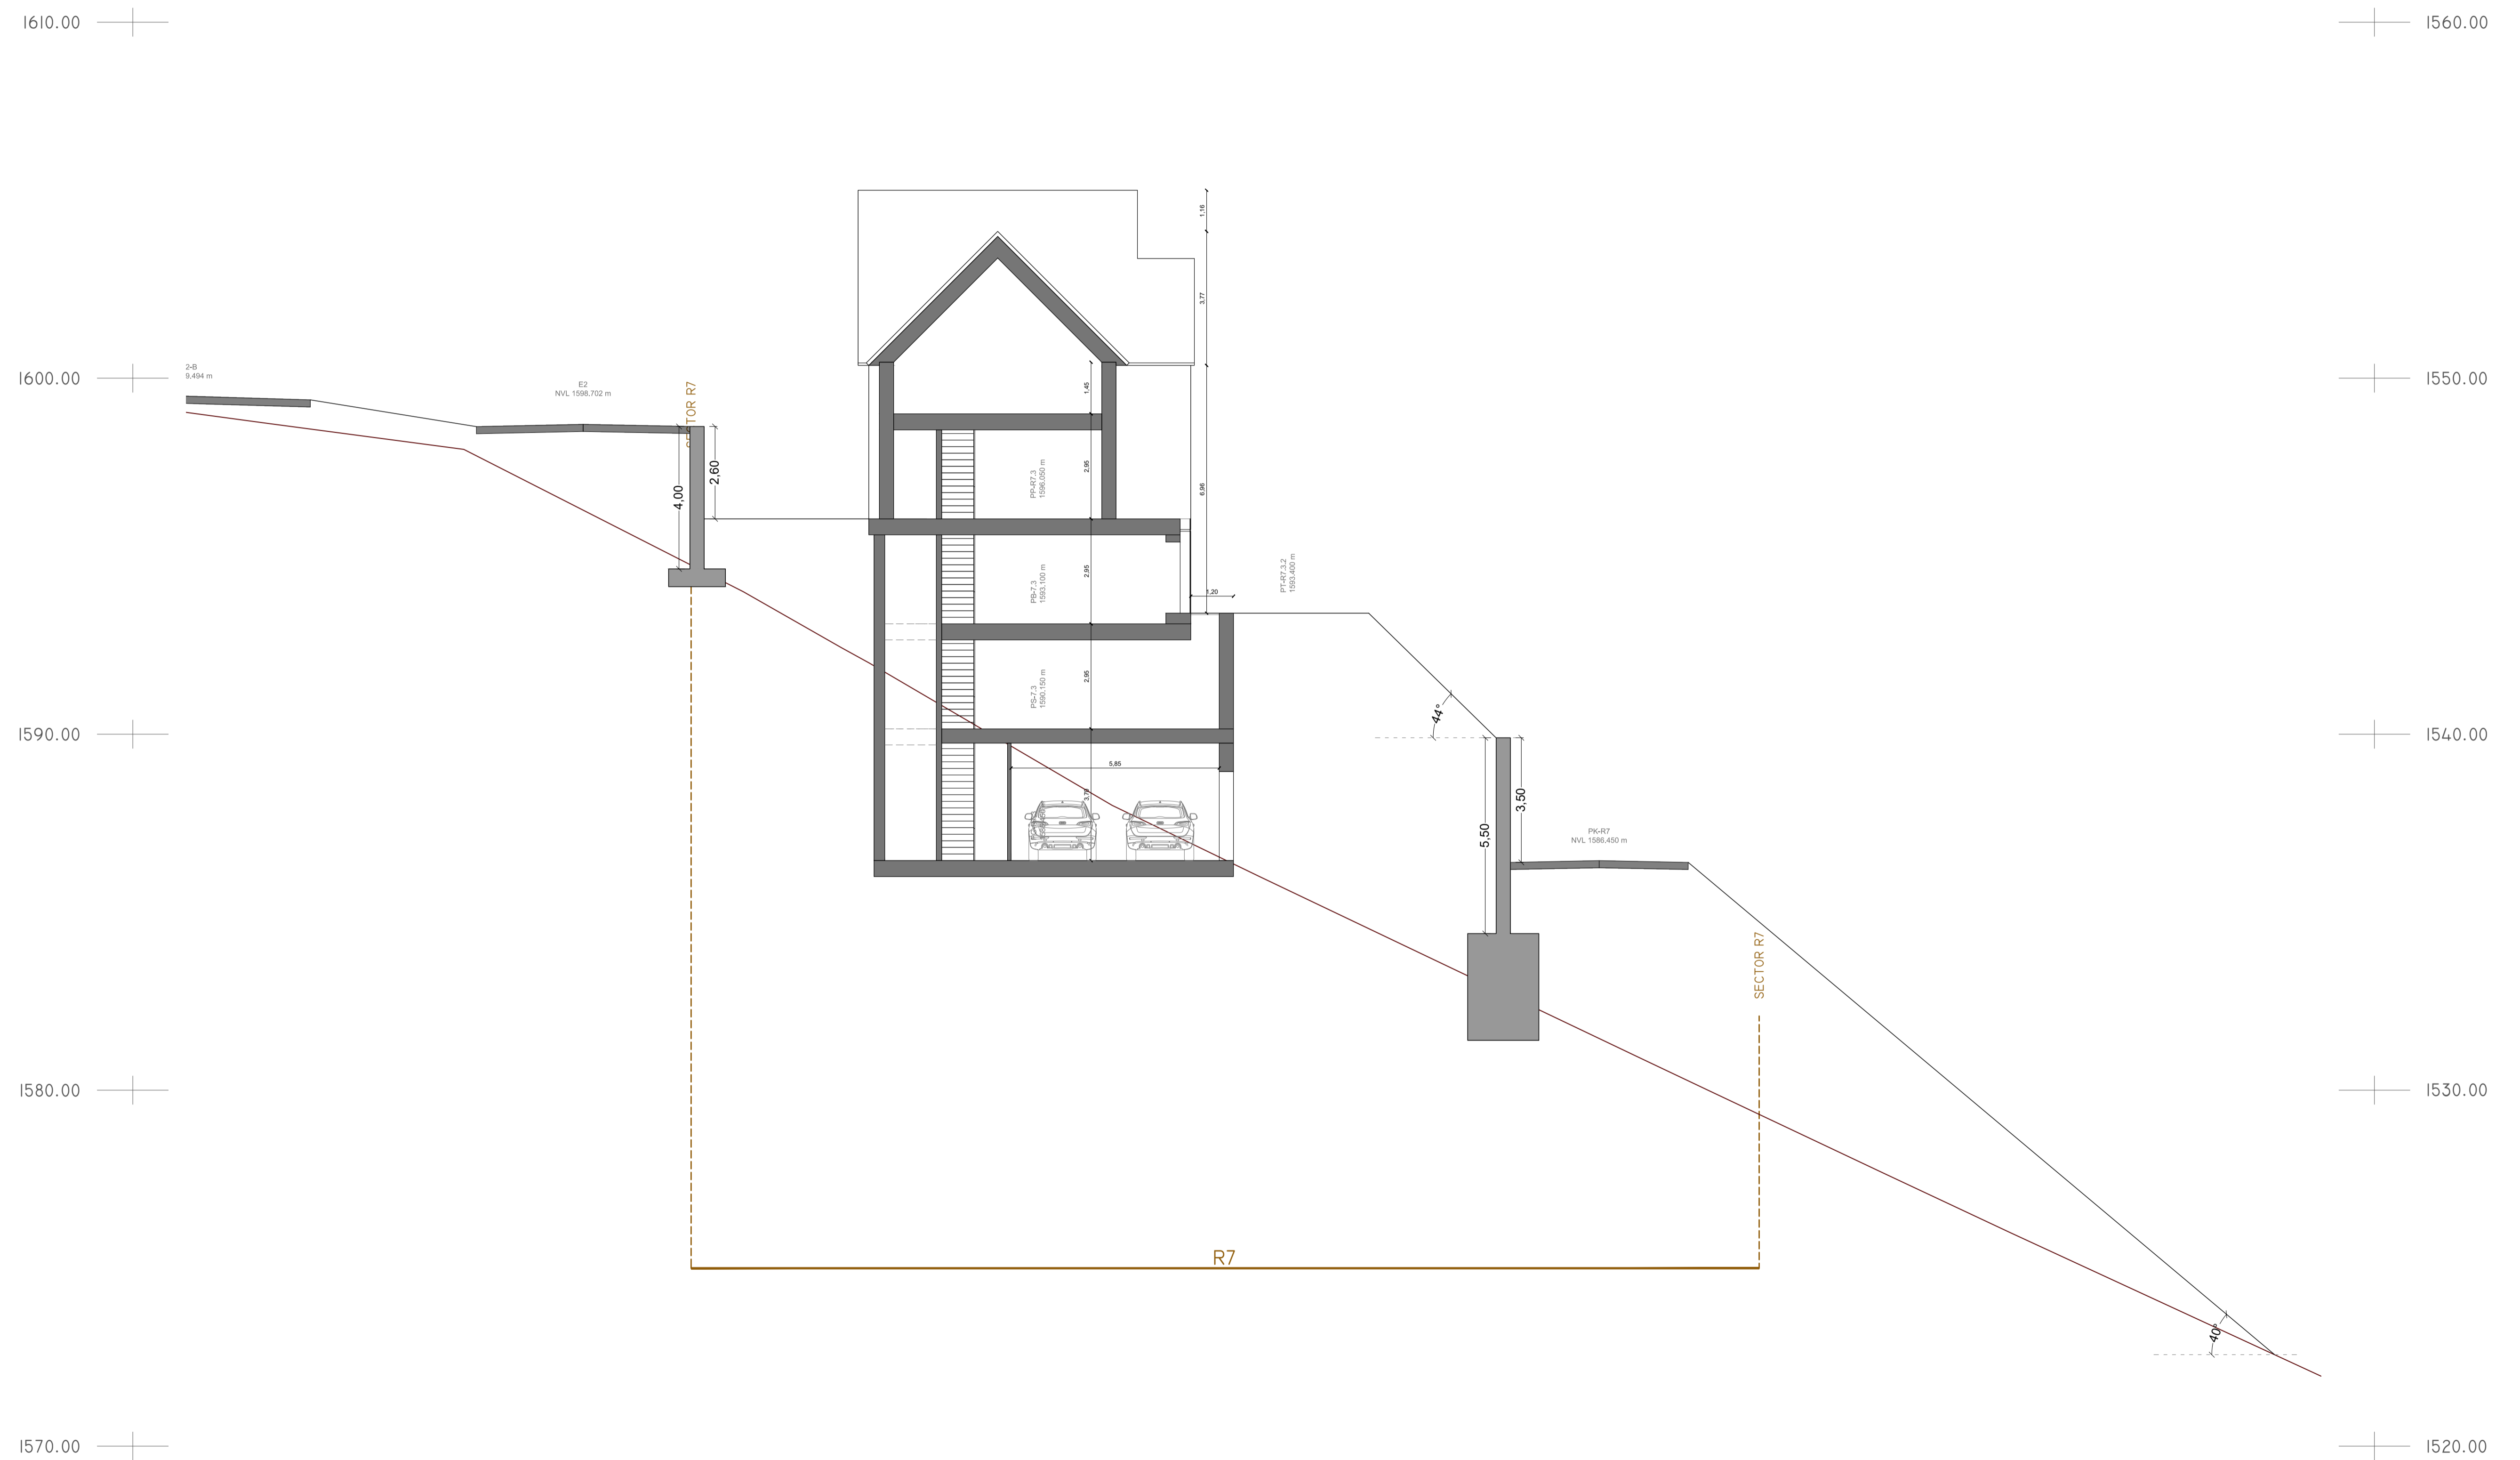 1610.00
1560.00
1,16
3,77
2-B
9,494 m
1600.00
1550.00
E2
NVL 1598,702 m
SECTOR R7
1,45
2,60
4,00
2,95
6,96
PP-R7.3
1596.050 m
PB-7.3
1593.100 m
2,95
1,20
PT-R7.3.2
1593.400 m
PS-7.3
1590.150 m
2,95
44°
1590.00
1540.00
5,85
3,70
3,50
5,50
PK-R7
NVL 1586,450 m
SECTOR R7
1580.00
1530.00
R7
40°
1570.00
1520.00